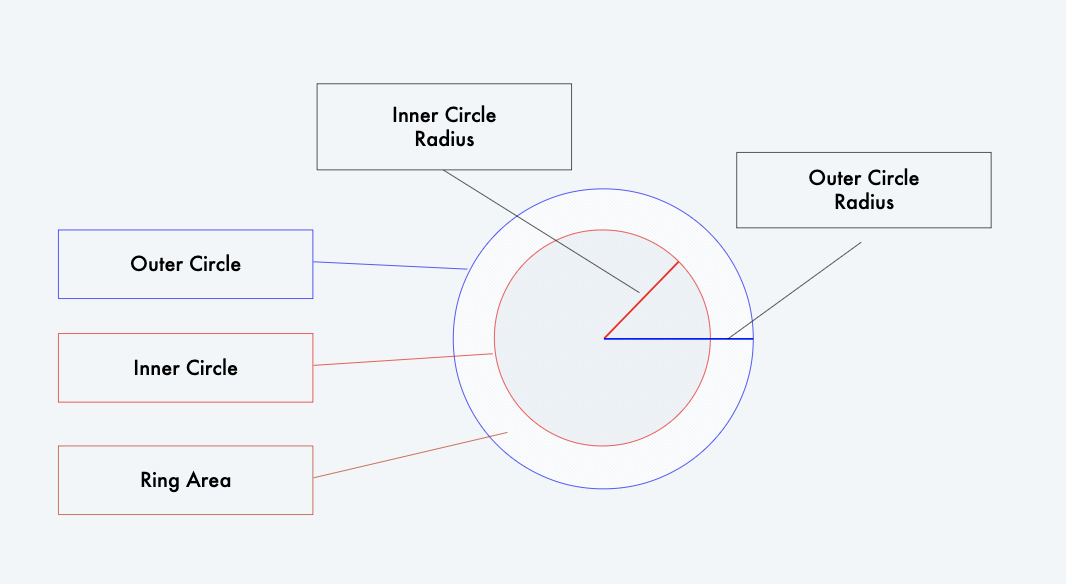 Inner Circle
Radius
Outer Circle
Radius
Outer Circle
Inner Circle
Ring Area